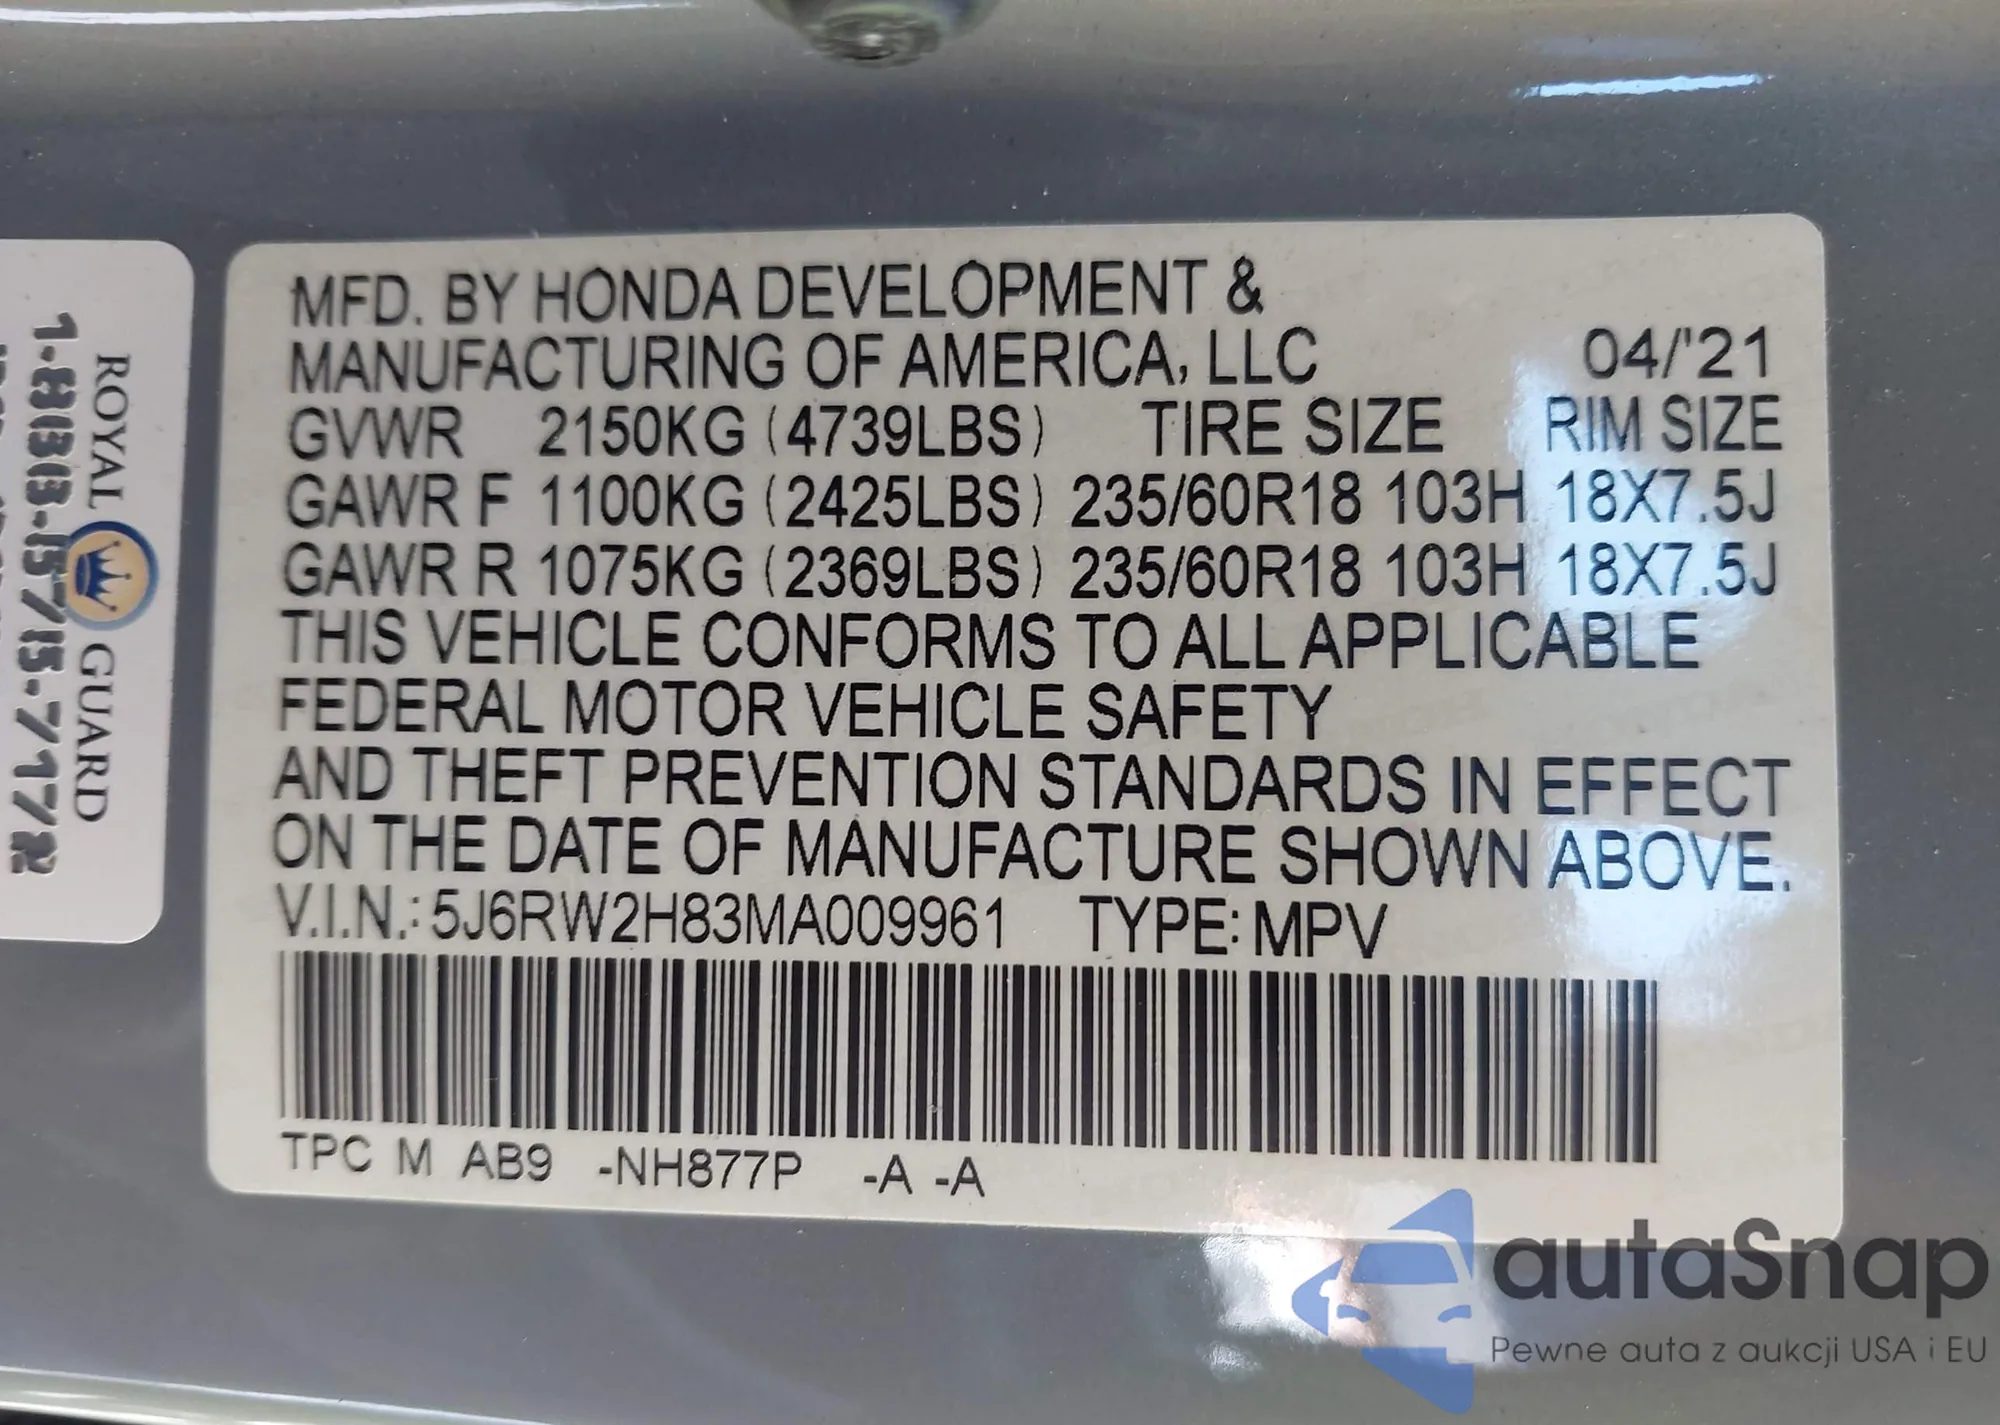 MFD. BY HONDA DEVELOPMENT &
MANUFACTURING OF AMERICA, LLC 04/'21
GVWR 2150KG (4739LBS) TIRE SIZE RIM SIZE
GAWR F 1100KG (2425LBS) 235/60R18 103H 18X7.5J
GAWR R 1075KG (2369LBS) 235/60R18 103H 18X7.5J
THIS VEHICLE CONFORMS TO ALL APPLICABLE
FEDERAL MOTOR VEHICLE SAFETY
AND THEFT PREVENTION STANDARDS IN EFFECT
ON THE DATE OF MANUFACTURE SHOWN ABOVE.
V.I.N.: 5J6RW2H83MA009961 TYPE: MPV
TPC M AB9 -NH877P -A -A
ROYAL GUARD
autaSnap
Pewne auta z aukcji USA i EU